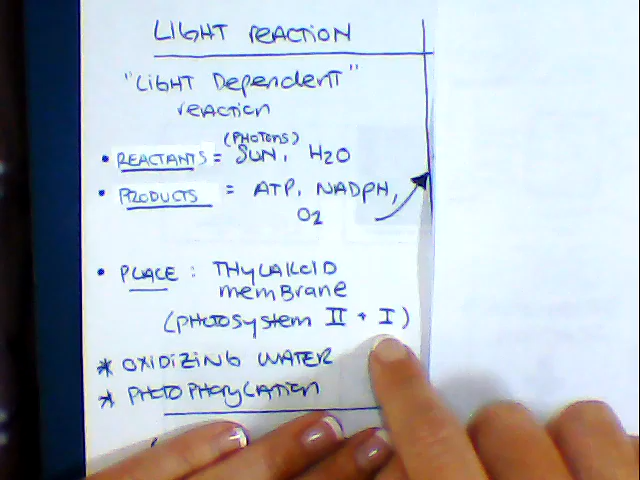 LIGHT REACTION
"LIGHT Dependent"
reaction
(PHOTONS)
• REACTANTS = SUN, H2O
• PRODUCTS = ATP, NADPH,
O2
• PLACE : THYLAKOID
memBrane
(PHOTOSYSTEM II + I)
* OXIDIZING WATER
* PHOTOPHORYLATION